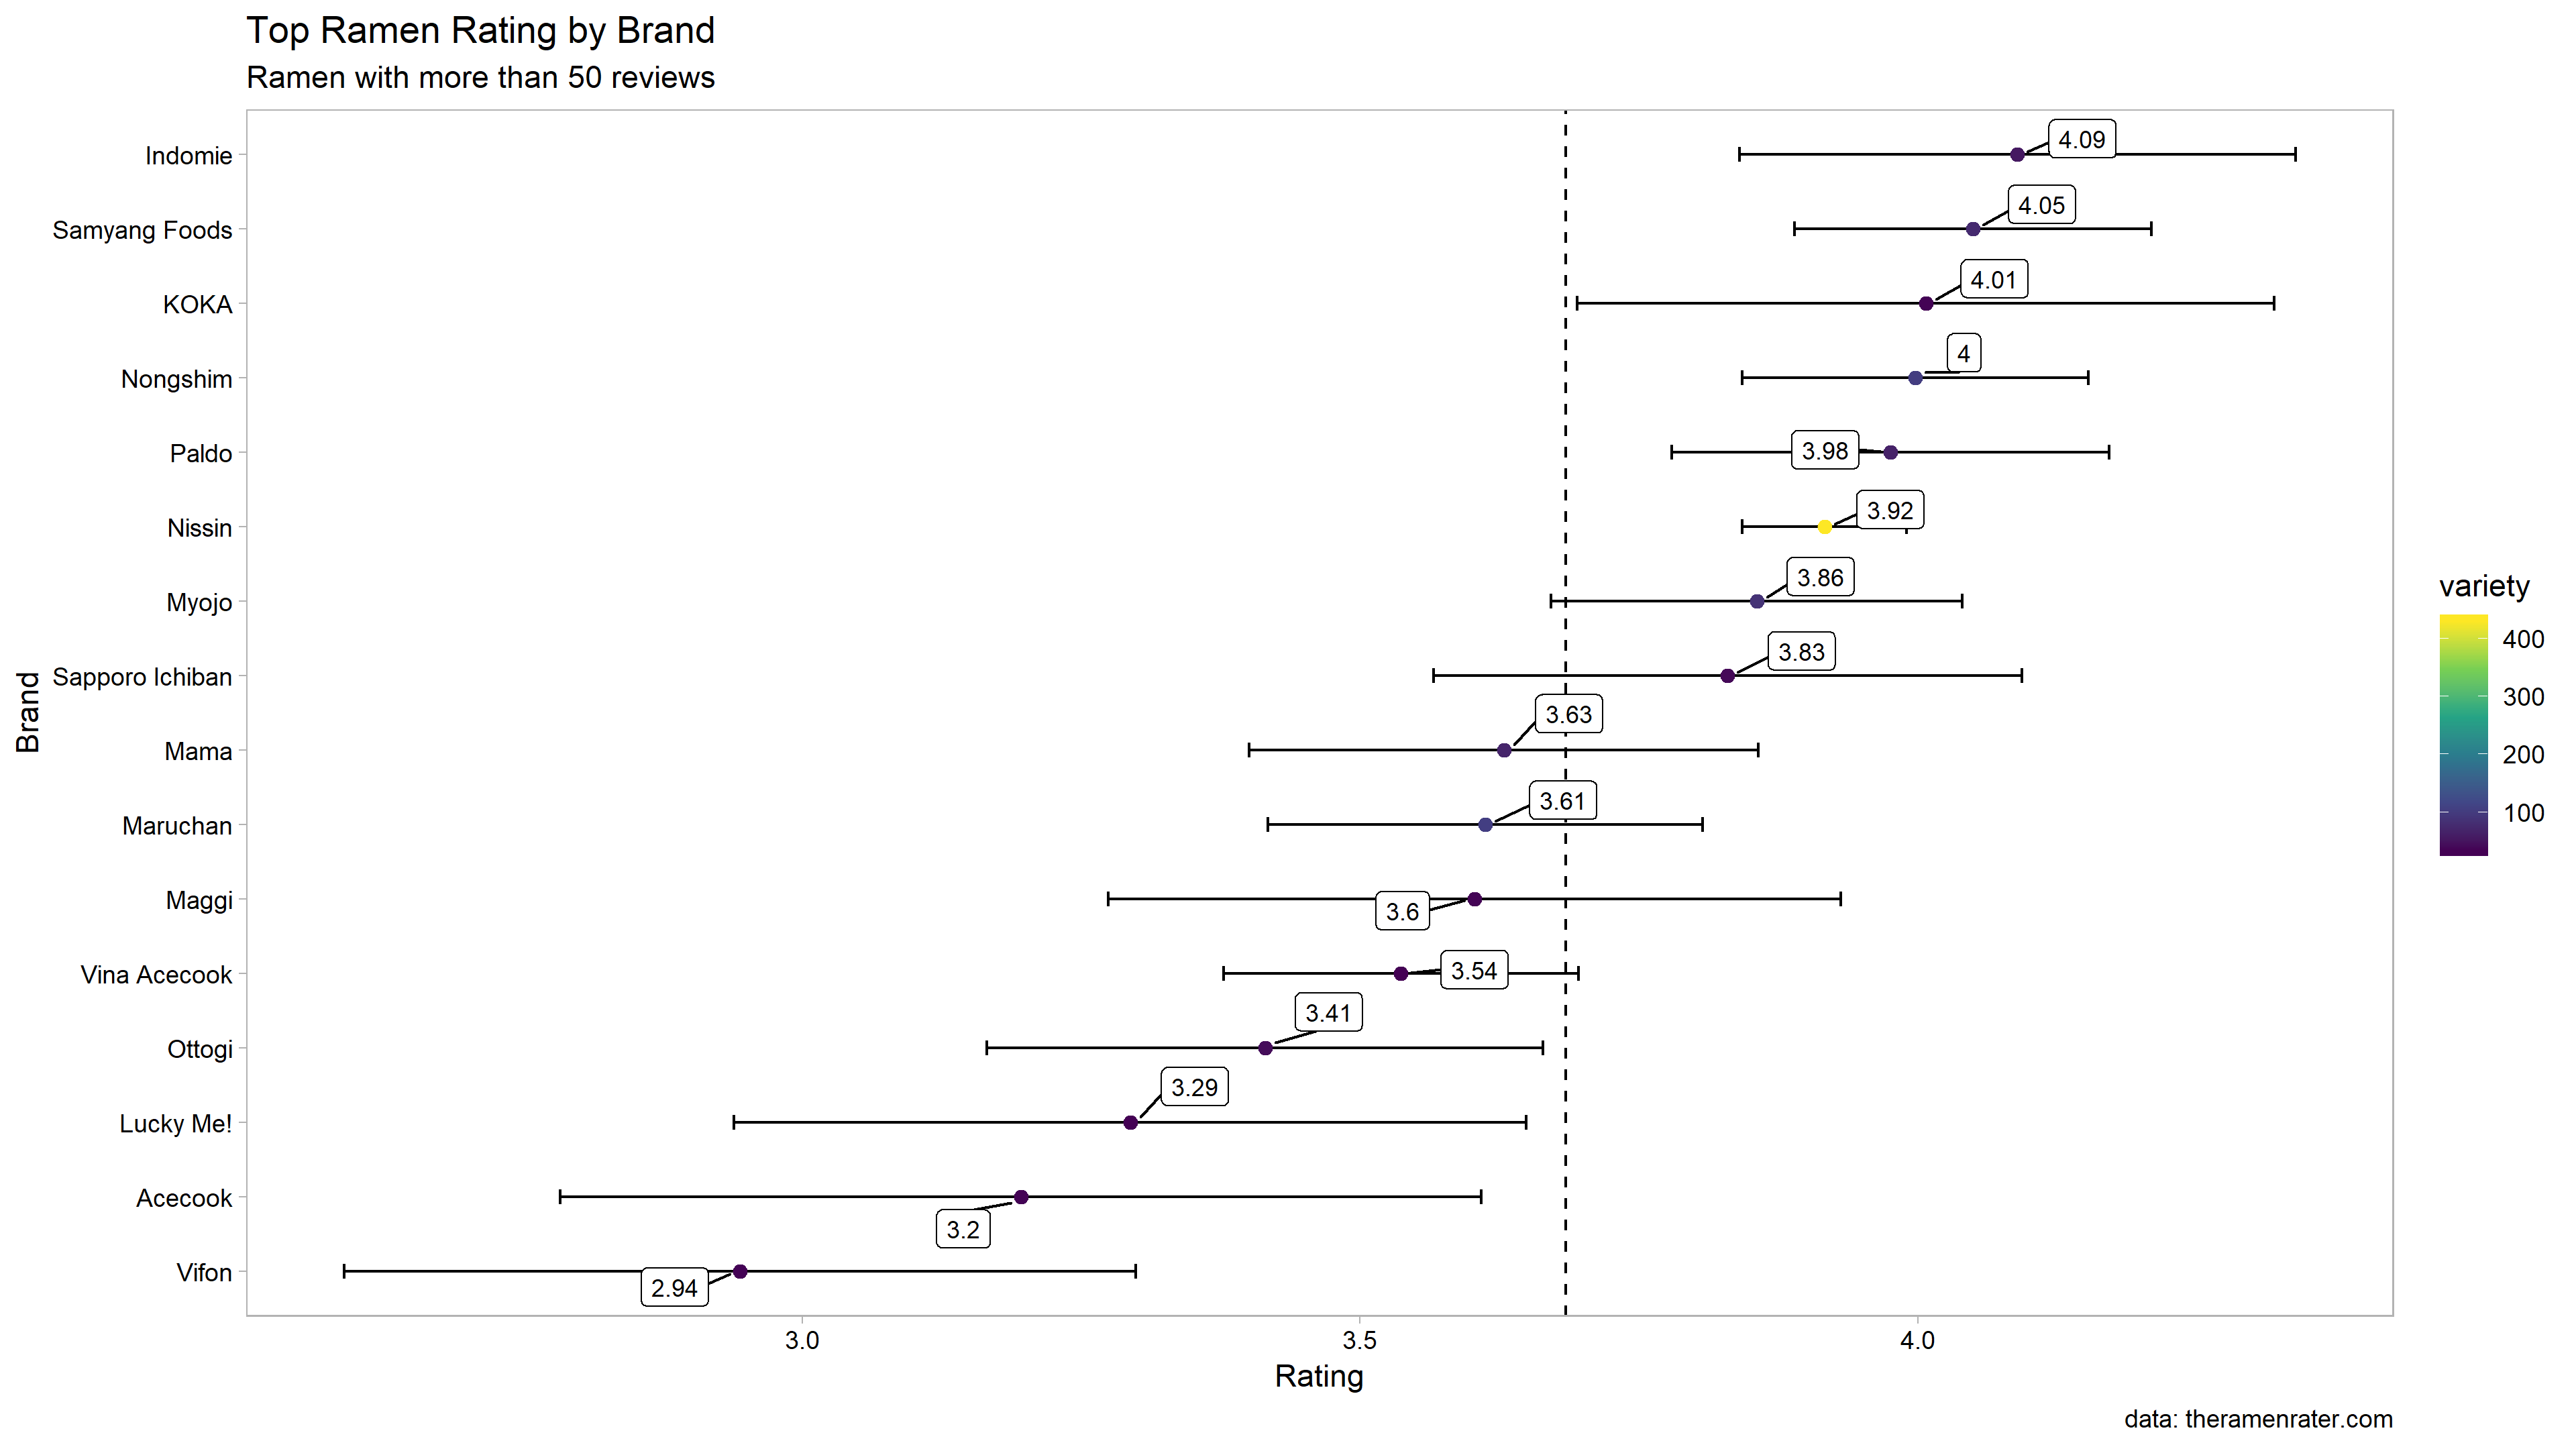 Top Ramen Rating by Brand
Ramen with more than 50 reviews
Indomie
4.09
Samyang Foods
4.05
KOKA
4.01
Nongshim
4
Paldo
3.98
Nissin
3.92
Myojo
3.86
Sapporo Ichiban
3.83
Mama
3.63
Maruchan
3.61
Maggi
3.6
Vina Acecook
3.54
Ottogi
3.41
Lucky Me!
3.29
Acecook
3.2
Vifon
2.94
Brand
3.0
3.5
4.0
Rating
variety
400
300
200
100
data: theramenrater.com